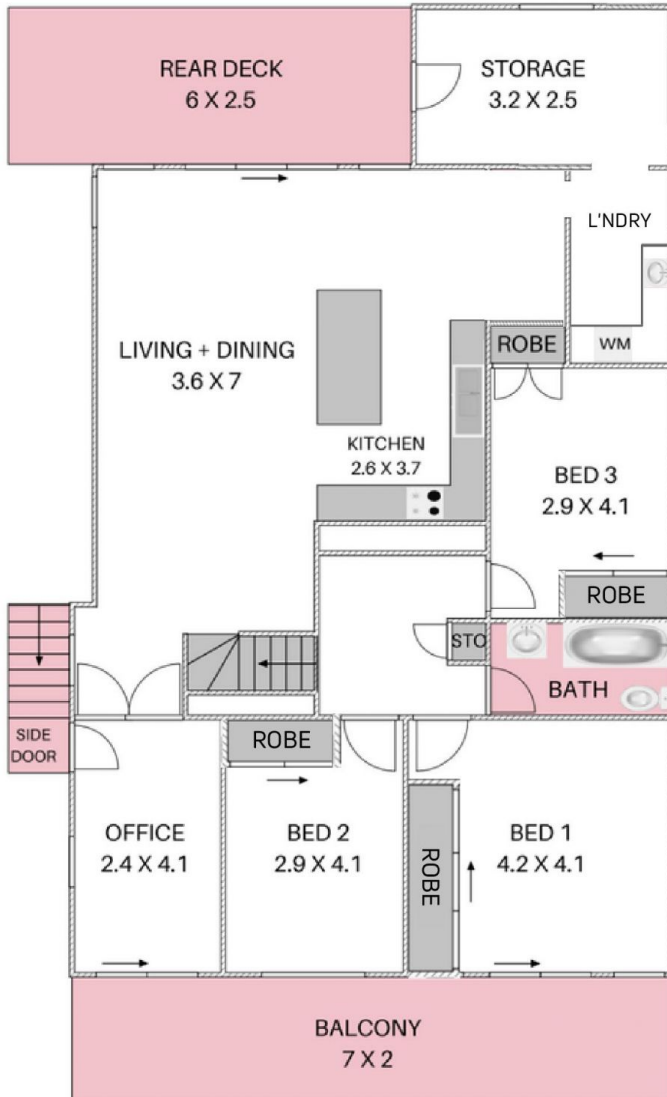 REAR DECK
6 X 2.5
STORAGE
3.2 X 2.5
L'NDRY
WM
ROBE
LIVING + DINING
3.6 X 7
KITCHEN
2.6 X 3.7
BED 3
2.9 X 4.1
ROBE
STO
BATH
SIDE
DOOR
ROBE
OFFICE
2.4 X 4.1
BED 2
2.9 X 4.1
ROBE
BED 1
4.2 X 4.1
BALCONY
7 X 2